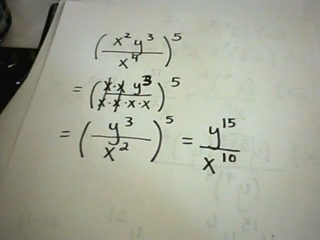 (x²y³/x⁴)⁵
= (x·x y³/x·x·x·x)⁵
= (y³/x²)⁵ = y¹⁵/x¹⁰